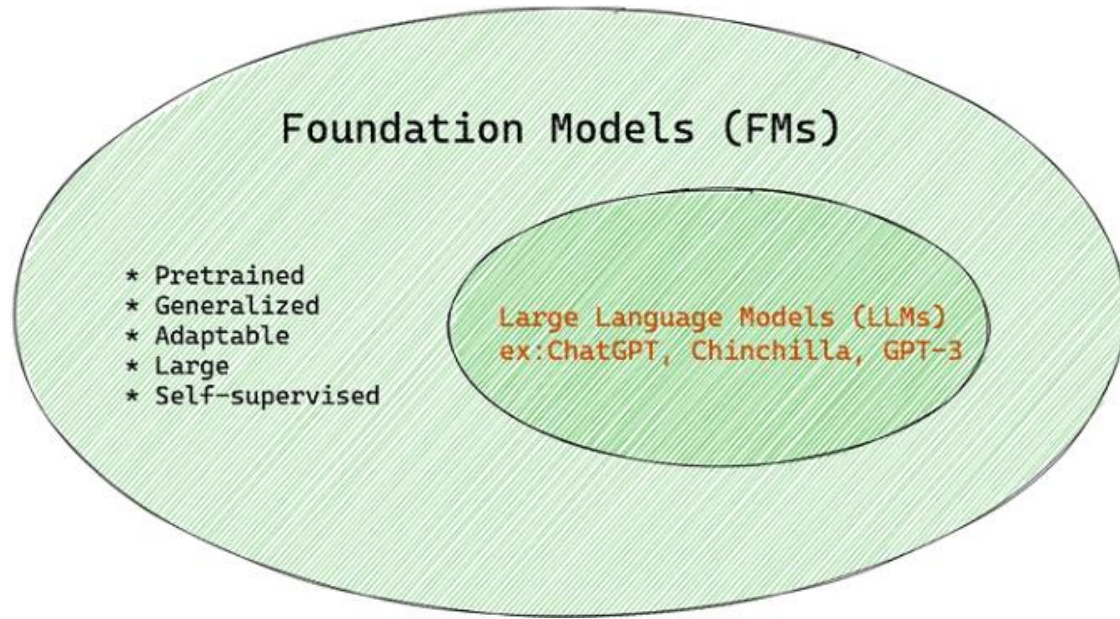 Foundation Models (FMs)
* Pretrained
* Generalized
* Adaptable
* Large
* Self-supervised
Large Language Models (LLMs)
ex:ChatGPT, Chinchilla, GPT-3